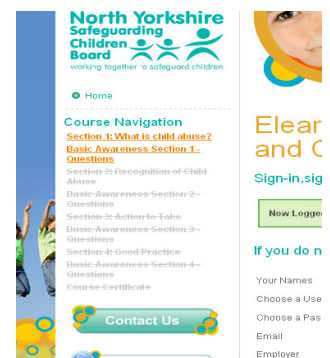 North Yorkshire
Safeguarding
Children
Board
working together to safeguard children
Home
Course Navigation
Section 1: What is child abuse?
Basic Awareness Section 1 -
Questions
Section 2: Recognition of Child
Abuse
Basic Awareness Section 2 -
Questions
Section 3: Action to Take
Basic Awareness Section 3 -
Questions
Section 4: Good Practice
Basic Awareness Section 4 -
Questions
Course Certificate
Contact Us
Elear
and C
Sign-in,sig
Now Logge
If you do n
Your Names
Choose a Use
Choose a Pas
Email
Employer